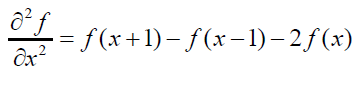 ∂²f/∂x² = f(x+1) − f(x−1) − 2f(x)